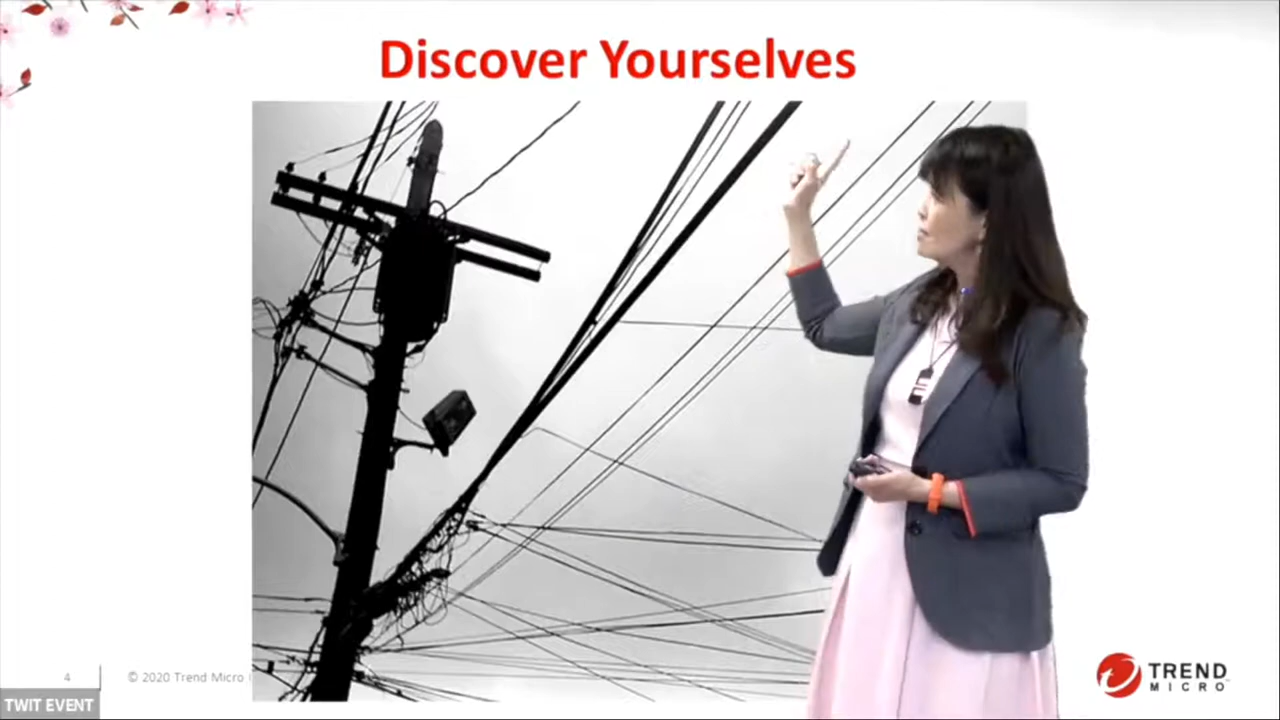 Discover Yourselves
4
© 2020 Trend Micro
TWIT EVENT
TREND
MICRO